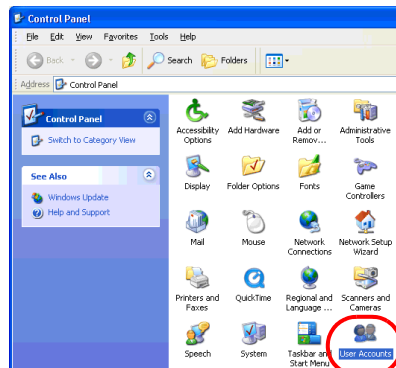 Control Panel
File Edit View Favorites Tools Help
Back Search Folders
Address Control Panel
Control Panel
Switch to Category View
See Also
Windows Update
Help and Support
Accessibility Options
Add Hardware
Add or Remov...
Administrative Tools
Display
Folder Options
Fonts
Game Controllers
Mail
Mouse
Network Connections
Network Setup Wizard
Printers and Faxes
QuickTime
Regional and Language ...
Scanners and Cameras
Speech
System
Taskbar and Start Menu
User Accounts